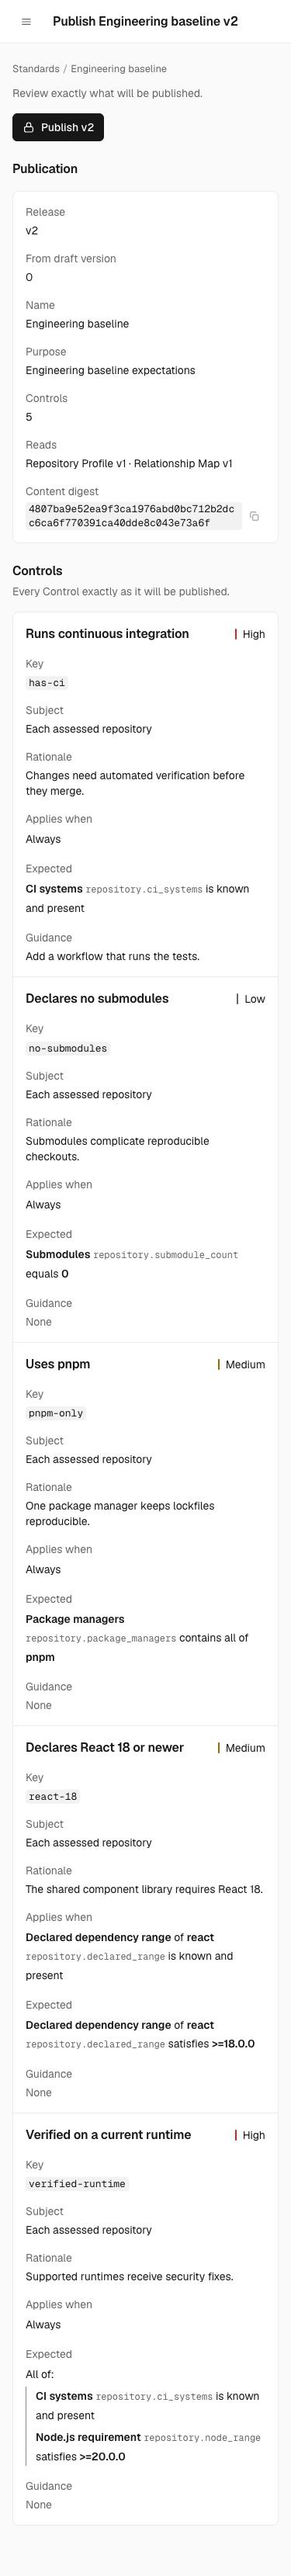 Publish Engineering baseline v2
Standards / Engineering baseline
Review exactly what will be published.
Publish v2
Publication
Release
v2
From draft version
0
Name
Engineering baseline
Purpose
Engineering baseline expectations
Controls
5
Reads
Repository Profile v1 · Relationship Map v1
Content digest
4807ba9e52ea9f3ca1976abd0bc712b2dc
c6ca6f770391ca40dde8c043e73a6f
Controls
Every Control exactly as it will be published.
Runs continuous integration High
Key
has-ci
Subject
Each assessed repository
Rationale
Changes need automated verification before
they merge.
Applies when
Always
Expected
CI systems repository.ci_systems is known
and present
Guidance
Add a workflow that runs the tests.
Declares no submodules Low
Key
no-submodules
Subject
Each assessed repository
Rationale
Submodules complicate reproducible
checkouts.
Applies when
Always
Expected
Submodules repository.submodule_count
equals 0
Guidance
None
Uses pnpm Medium
Key
pnpm-only
Subject
Each assessed repository
Rationale
One package manager keeps lockfiles
reproducible.
Applies when
Always
Expected
Package managers
repository.package_managers contains all of
pnpm
Guidance
None
Declares React 18 or newer Medium
Key
react-18
Subject
Each assessed repository
Rationale
The shared component library requires React 18.
Applies when
Declared dependency range of react
repository.declared_range is known and
present
Expected
Declared dependency range of react
repository.declared_range satisfies >=18.0.0
Guidance
None
Verified on a current runtime High
Key
verified-runtime
Subject
Each assessed repository
Rationale
Supported runtimes receive security fixes.
Applies when
Always
Expected
All of:
CI systems repository.ci_systems is known
and present
Node.js requirement repository.node_range
satisfies >=20.0.0
Guidance
None